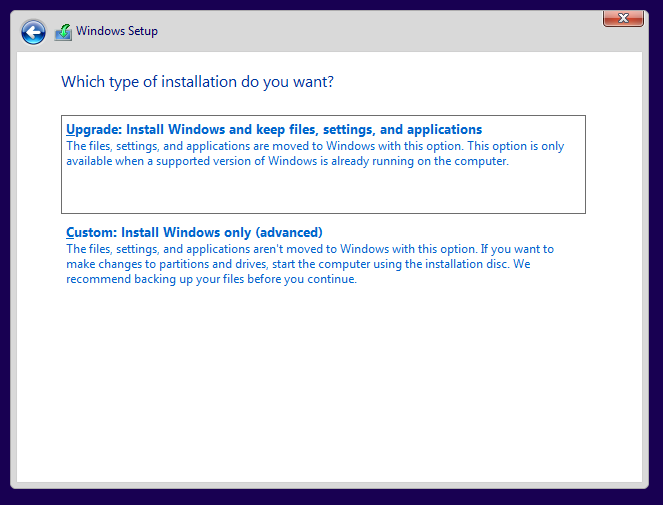 Windows Setup
Which type of installation do you want?
Upgrade: Install Windows and keep files, settings, and applications
The files, settings, and applications are moved to Windows with this option. This option is only
available when a supported version of Windows is already running on the computer.
Custom: Install Windows only (advanced)
The files, settings, and applications aren't moved to Windows with this option. If you want to
make changes to partitions and drives, start the computer using the installation disc. We
recommend backing up your files before you continue.